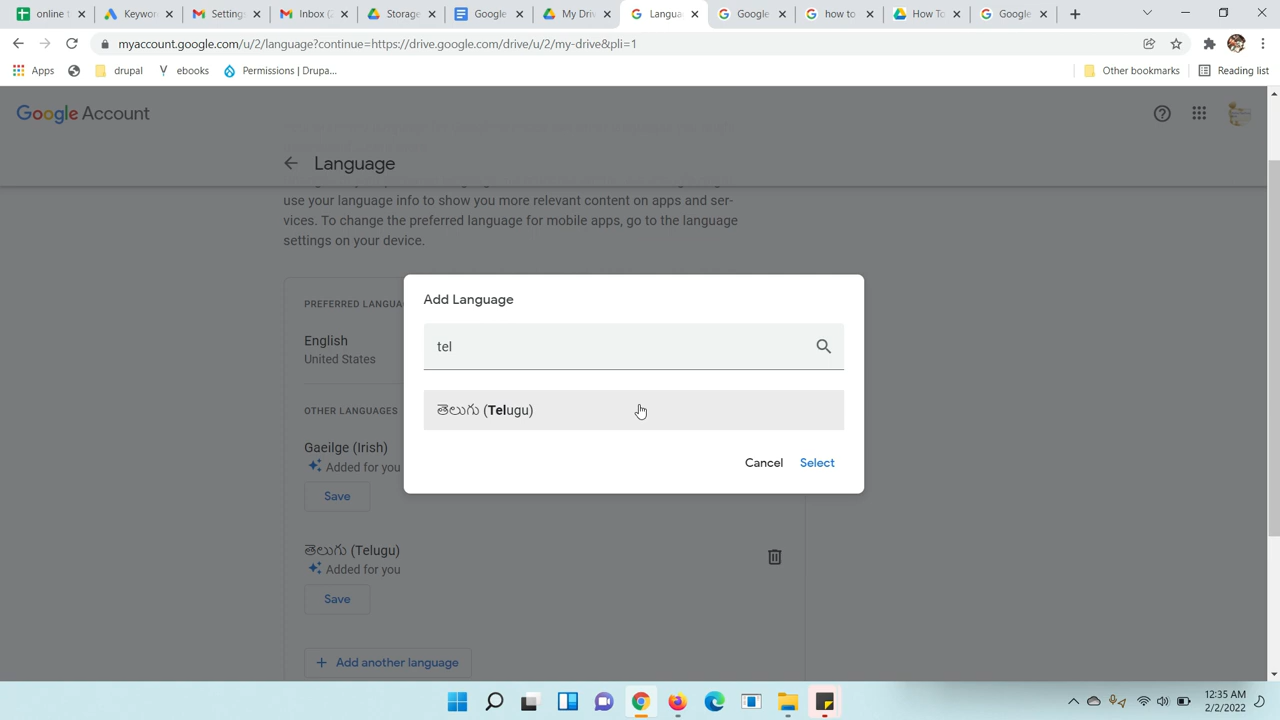 online t
Keywor
Settings
Inbox (2
Storage
Google
My Driv
Langua
Google
how to
How To
Google
myaccount.google.com/u/2/language?continue=https://drive.google.com/drive/u/2/my-drive&pli=1
Apps
drupal
ebooks
Permissions | Drupa...
Other bookmarks
Reading list
Google Account
Language
use your language info to show you more relevant content on apps and ser-
vices. To change the preferred language for mobile apps, go to the language
settings on your device.
Add Language
PREFERRED LANGUA
English
United States
tel
తెలుగు (Telugu)
OTHER LANGUAGES
Gaeilge (Irish)
Added for you
Cancel
Select
Save
తెలుగు (Telugu)
Added for you
Save
+ Add another language
12:35 AM
2/2/2022